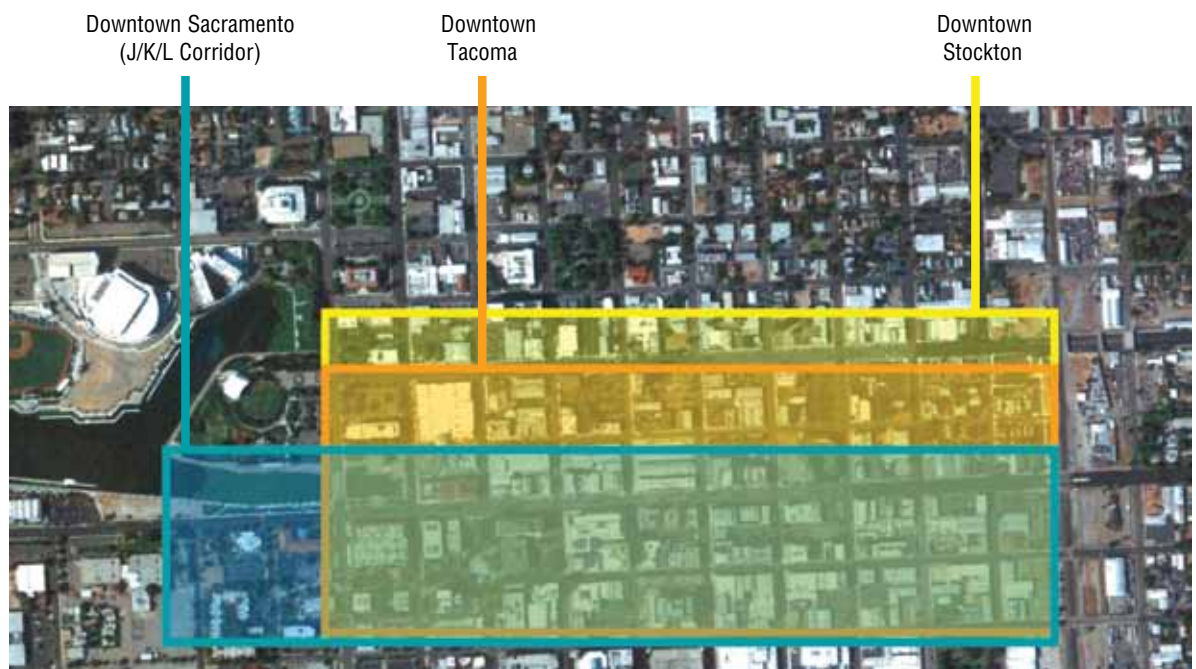 Downtown Sacramento
(J/K/L Corridor)
Downtown
Tacoma
Downtown
Stockton